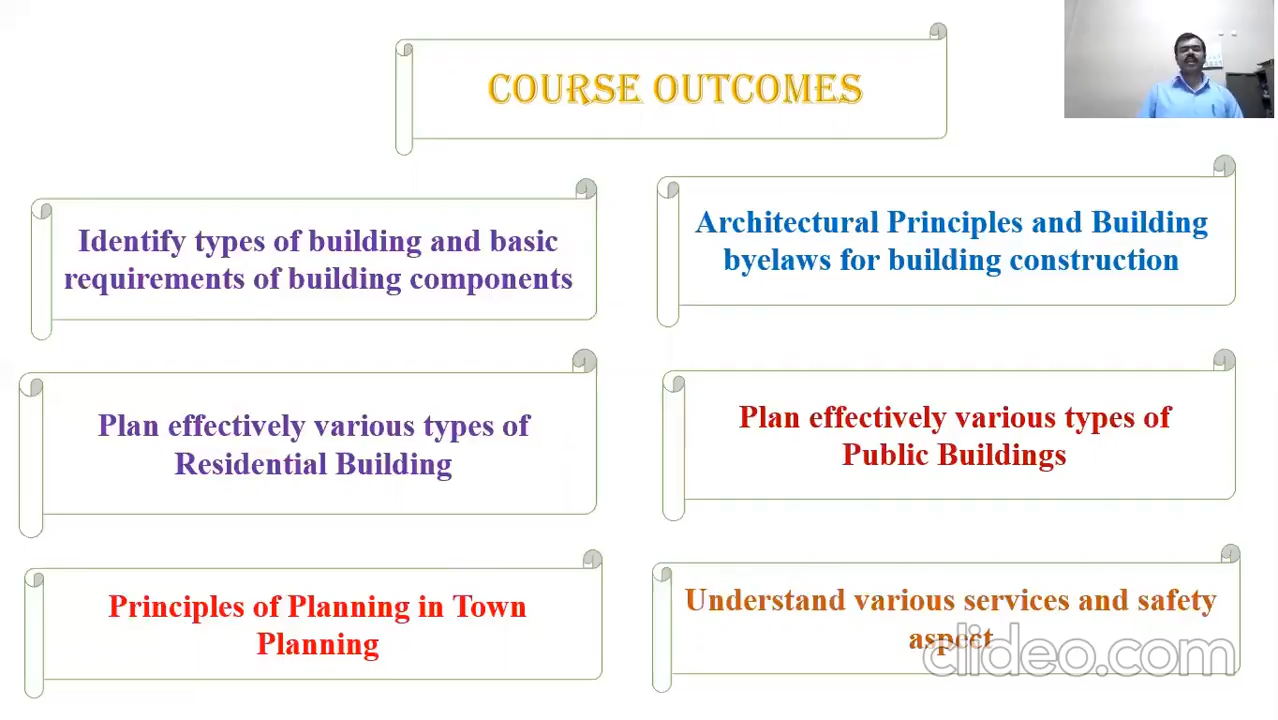 COURSE OUTCOMES
Identify types of building and basic
requirements of building components
Architectural Principles and Building
byelaws for building construction
Plan effectively various types of
Residential Building
Plan effectively various types of
Public Buildings
Principles of Planning in Town
Planning
Understand various services and safety
aspect
clideo.com